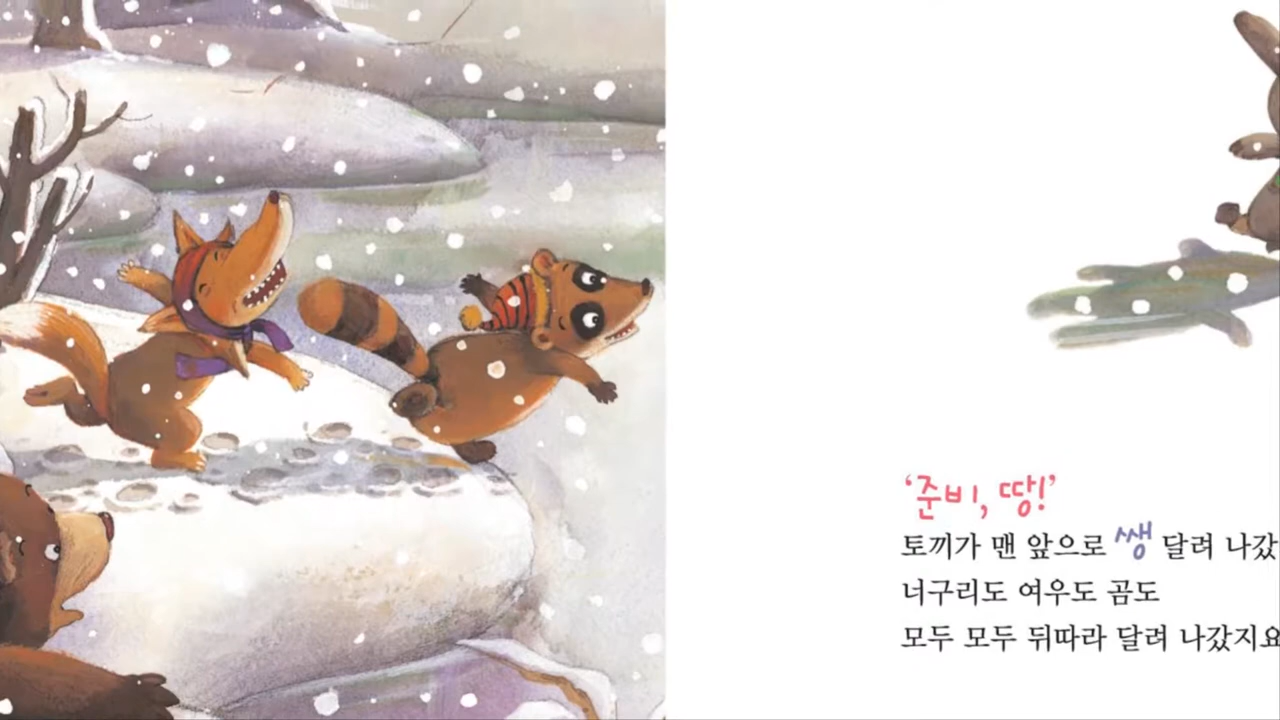 ‘준비, 땅!’
토끼가 맨 앞으로 쌩 달려 나갔
너구리도 여우도 곰도
모두 모두 뒤따라 달려 나갔지요